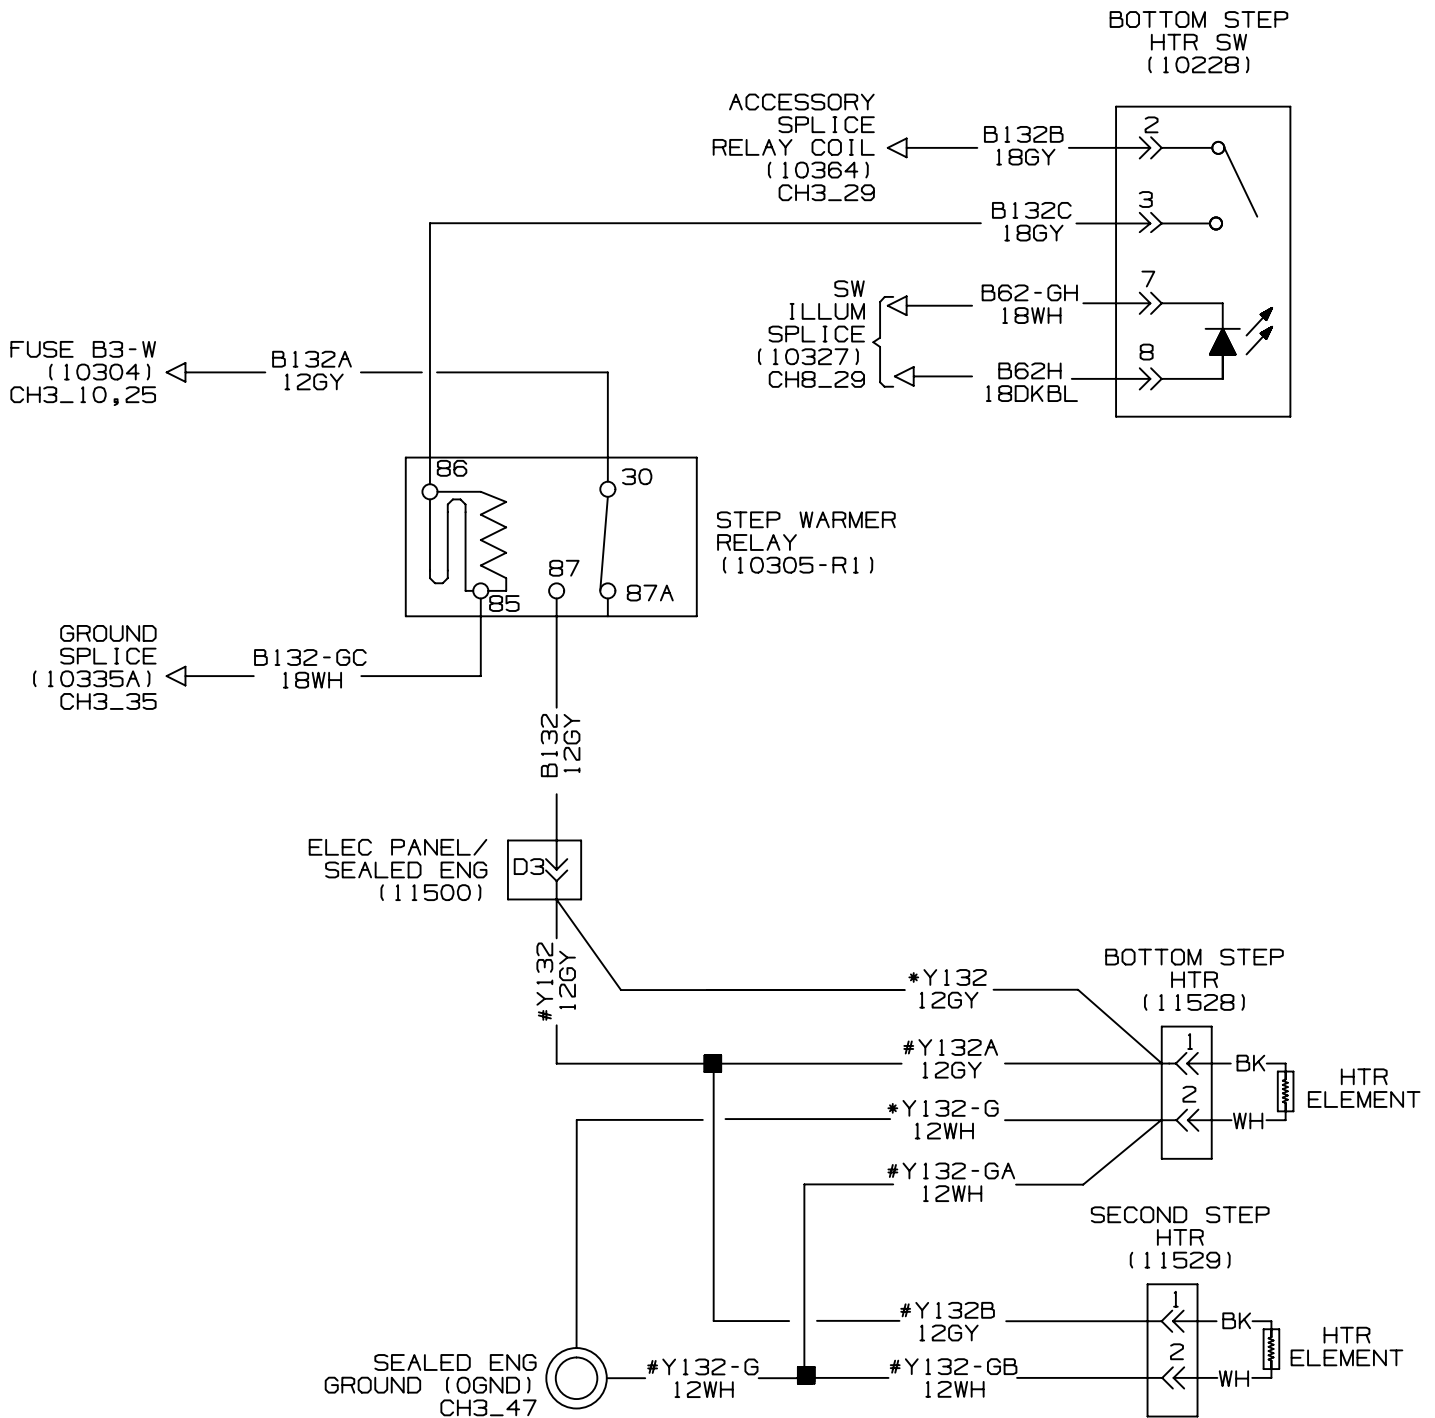 BOTTOM STEP
HTR SW
(10228)
ACCESSORY
SPLICE
RELAY COIL
(10364)
CH3_29
B132B
18GY
2
B132C
18GY
3
SW
ILLUM
SPLICE
(10327)
CH8_29
B62-GH
18WH
7
B62H
18DKBL
8
FUSE B3-W
(10304)
CH3_10,25
B132A
12GY
86
30
87
87A
85
STEP WARMER
RELAY
(10305-R1)
GROUND
SPLICE
(10335A)
CH3_35
B132-GC
18WH
B132
12GY
ELEC PANEL/
SEALED ENG
(11500)
D3
#Y132
12GY
*Y132
12GY
BOTTOM STEP
HTR
(11528)
#Y132A
12GY
1
BK
HTR
ELEMENT
*Y132-G
12WH
2
WH
#Y132-GA
12WH
SECOND STEP
HTR
(11529)
#Y132B
12GY
1
BK
HTR
ELEMENT
SEALED ENG
GROUND (0GND)
CH3_47
#Y132-G
12WH
#Y132-GB
12WH
2
WH